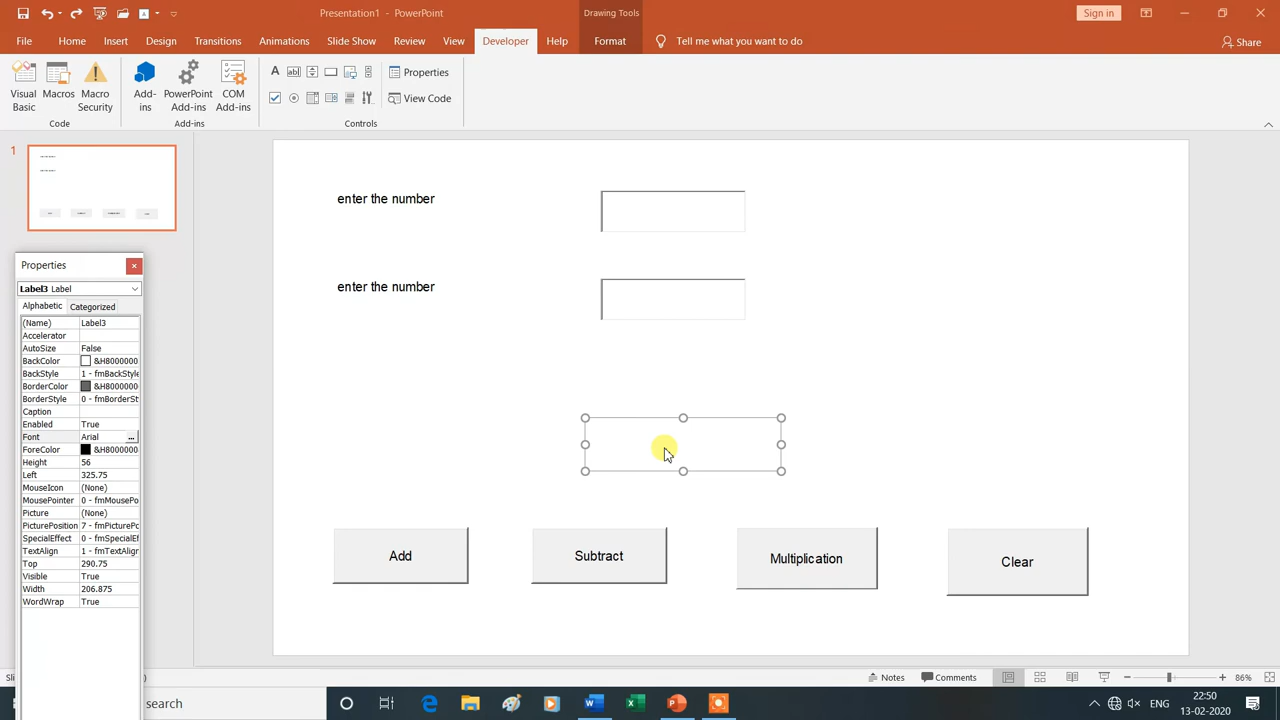 Presentation1 - PowerPoint
Drawing Tools
Sign in
File Home Insert Design Transitions Animations Slide Show Review View Developer Help Format Tell me what you want to do Share
Visual Basic
Macros
Macro Security
Code
Add-ins
PowerPoint Add-ins
COM Add-ins
Add-ins
Properties
View Code
Controls
1
enter the number
enter the number
Add
Subtract
Multiplication
Clear
Properties
Label3 Label
Alphabetic Categorized
(Name) Label3
Accelerator
AutoSize False
BackColor &H8000000
BackStyle 1 - fmBackStyle
BorderColor &H8000000
BorderStyle 0 - fmBorderSt
Caption
Enabled True
Font Arial ...
ForeColor &H8000000
Height 56
Left 325.75
MouseIcon (None)
MousePointer 0 - fmMousePo
Picture (None)
PicturePosition 7 - fmPicturePo
SpecialEffect 0 - fmSpecialEf
TextAlign 1 - fmTextAlign
Top 290.75
Visible True
Width 206.875
WordWrap True
Notes Comments 86%
search
ENG
22:50
13-02-2020